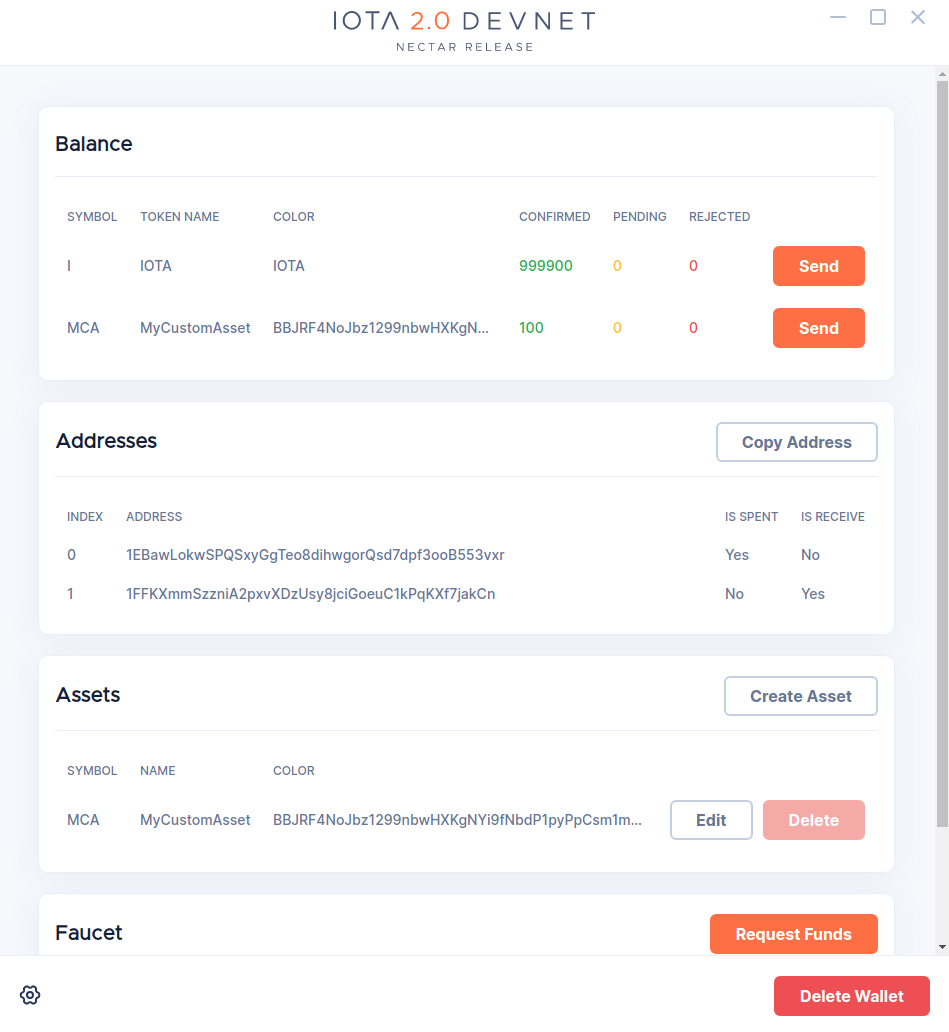 IOTA 2.0 DEVNET
NECTAR RELEASE
Balance
SYMBOL TOKEN NAME COLOR CONFIRMED PENDING REJECTED
I IOTA IOTA 999900 0 0 Send
MCA MyCustomAsset BBJRF4NoJbz1299nbwHXKgN... 100 0 0 Send
Addresses Copy Address
INDEX ADDRESS IS SPENT IS RECEIVE
0 1EBawLokwSPQSxyGgTeo8dihwgorQsd7dpf3ooB553vxr Yes No
1 1FFKXmmSzzniA2pxvXDzUsy8jciGoeuC1kPqKXf7jakCn No Yes
Assets Create Asset
SYMBOL NAME COLOR
MCA MyCustomAsset BBJRF4NoJbz1299nbwHXKgNYi9fNbdP1pyPpCsm1m... Edit Delete
Faucet Request Funds
Delete Wallet